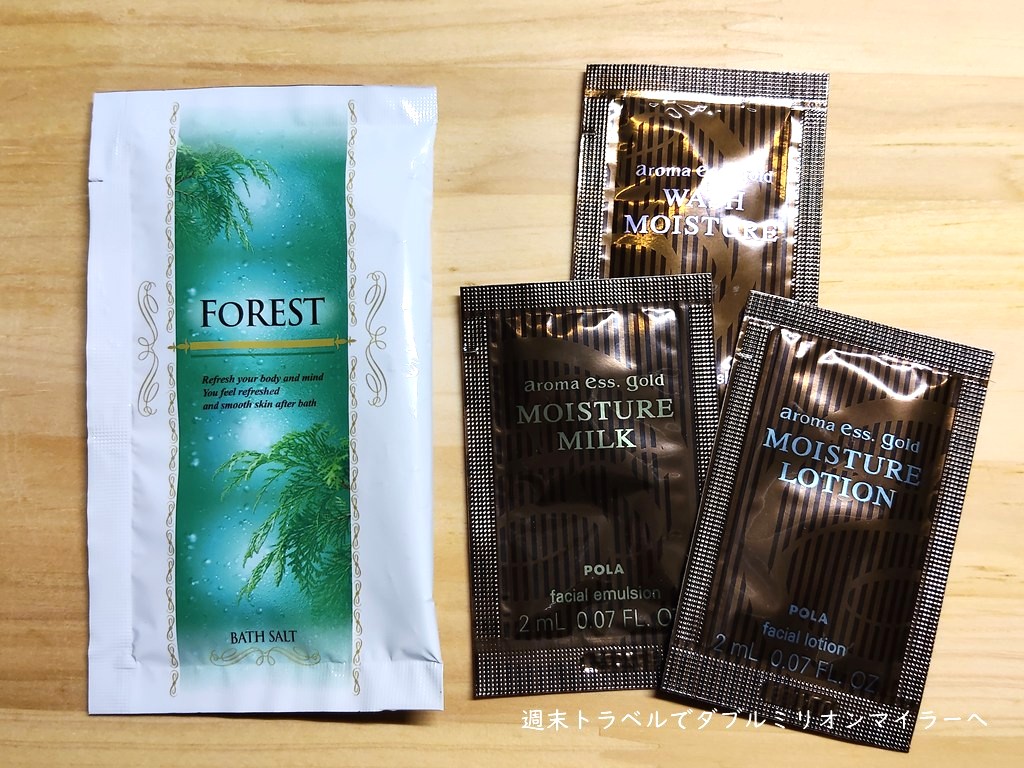 FOREST
Refresh your body and mind
You feel refreshed
and smooth skin after bath
BATH SALT
aroma ess. gold
WASH
MOISTURE
aroma ess. gold
MOISTURE
MILK
POLA
facial emulsion
2 mL 0.07 FL. OZ
aroma ess. gold
MOISTURE
LOTION
POLA
facial lotion
2 mL 0.07 FL. OZ
週末トラベルでダブルミリオンマイラーへ